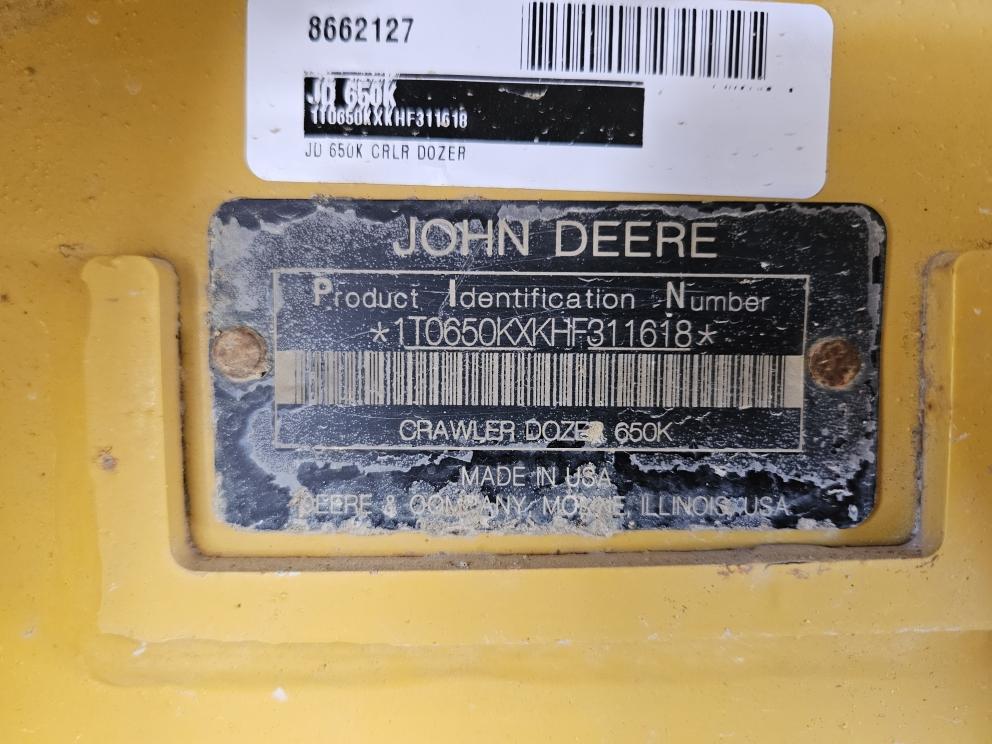 8662127
JD 650K
1T0650KXKHF311618
JD 650K CRLR DOZER
JOHN DEERE
Product Identification Number
*1T0650KXKHF311618*
CRAWLER DOZER 650K
MADE IN USA
DEERE & COMPANY, MOLINE, ILLINOIS, USA